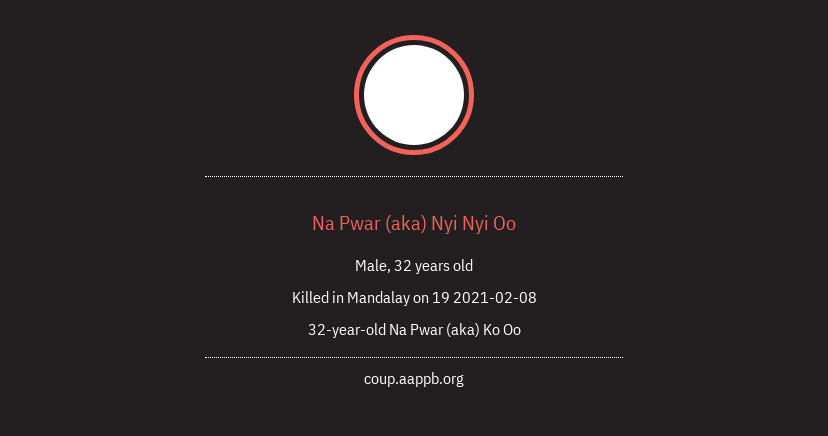 Na Pwar (aka) Nyi Nyi Oo
Male, 32 years old
Killed in Mandalay on 19 2021-02-08
32-year-old Na Pwar (aka) Ko Oo
coup.aappb.org